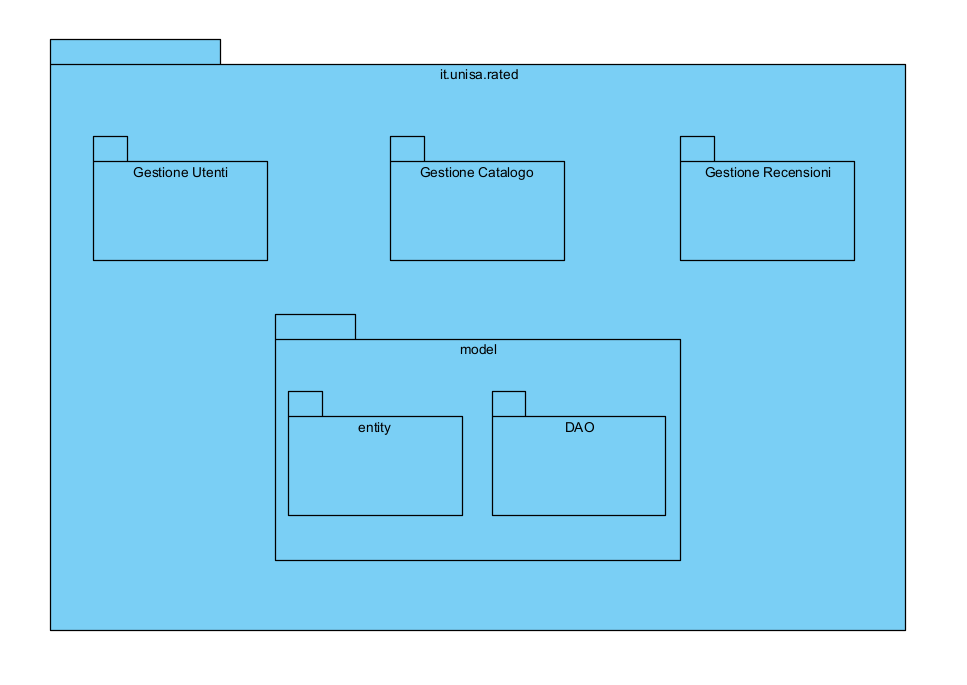 it.unisa.rated
Gestione Utenti
Gestione Catalogo
Gestione Recensioni
model
entity
DAO